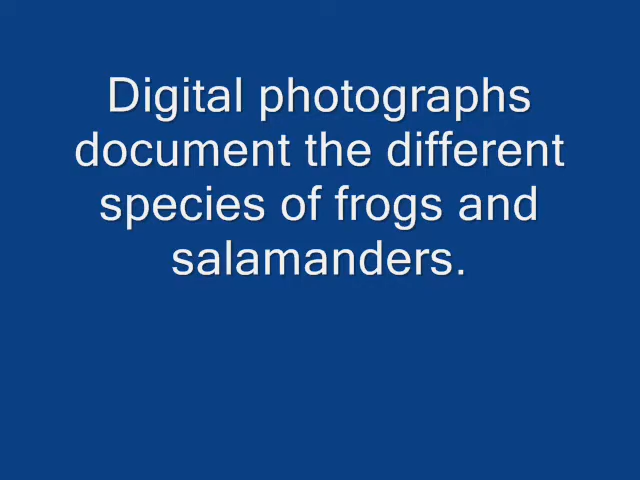 Digital photographs
document the different
species of frogs and
salamanders.